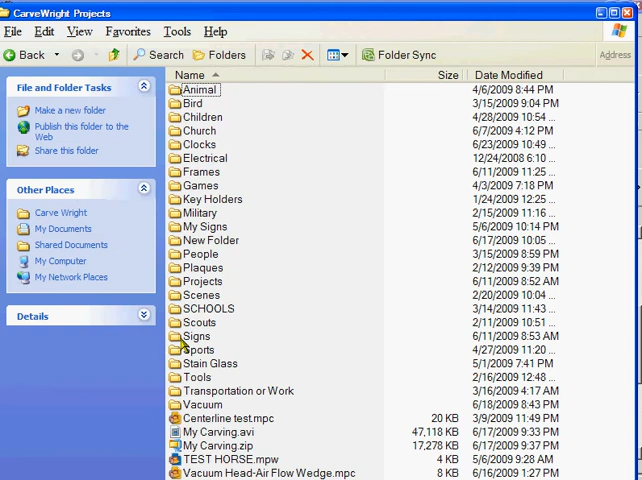 CarveWright Projects
File Edit View Favorites Tools Help
Back Search Folders Folder Sync Address
File and Folder Tasks
Make a new folder
Publish this folder to the
Web
Share this folder
Other Places
Carve Wright
My Documents
Shared Documents
My Computer
My Network Places
Details
Name Size Date Modified
Animal 4/6/2009 8:44 PM
Bird 3/15/2009 9:04 PM
Children 4/28/2009 10:54 ...
Church 6/7/2009 4:12 PM
Clocks 6/23/2009 10:49 ...
Electrical 12/24/2008 6:10 ...
Frames 6/11/2009 11:25 ...
Games 4/3/2009 7:18 PM
Key Holders 1/24/2009 12:25 ...
Military 2/15/2009 11:16 ...
My Signs 5/6/2009 10:14 PM
New Folder 6/17/2009 10:05 ...
People 3/15/2009 8:59 PM
Plaques 2/12/2009 9:39 PM
Projects 6/11/2009 8:52 AM
Scenes 2/20/2009 10:04 ...
SCHOOLS 3/14/2009 11:43 ...
Scouts 2/11/2009 10:51 ...
Signs 6/11/2009 8:53 AM
Sports 4/27/2009 11:20 ...
Stain Glass 5/1/2009 7:41 PM
Tools 2/16/2009 12:48 ...
Transportation or Work 3/16/2009 4:17 AM
Vacuum 6/18/2009 8:43 PM
Centerline test.mpc 20 KB 3/9/2009 11:49 PM
My Carving.avi 47,118 KB 6/17/2009 9:33 PM
My Carving.zip 17,278 KB 6/17/2009 9:37 PM
TEST HORSE.mpw 4 KB 5/6/2009 9:28 AM
Vacuum Head-Air Flow Wedge.mpc 8 KB 6/16/2009 1:27 PM